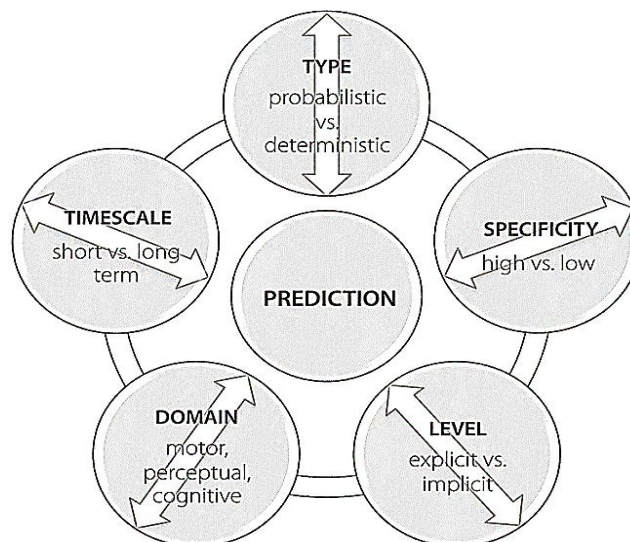 TYPE
probabilistic
vs.
deterministic
TIMESCALE
short vs. long
term
SPECIFICITY
high vs. low
PREDICTION
DOMAIN
motor,
perceptual,
cognitive
LEVEL
explicit vs.
implicit